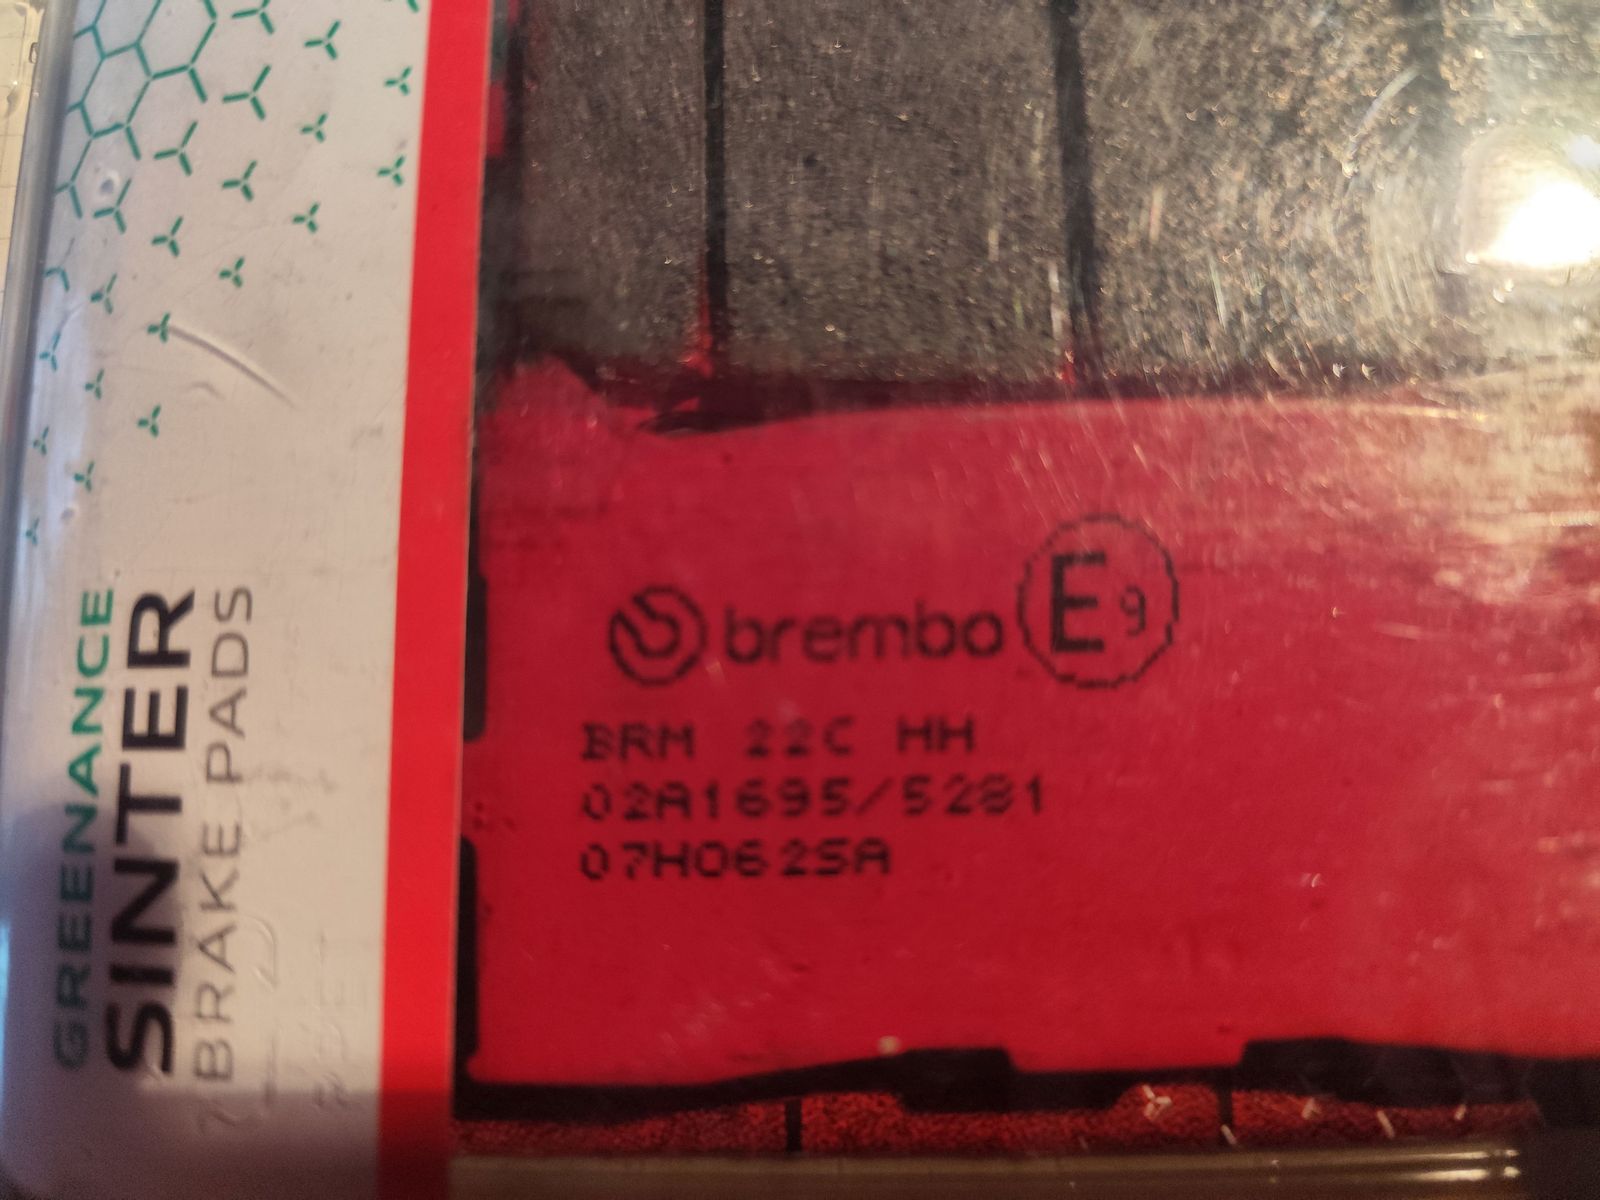 GREENANCE
SINTER
BRAKE PADS
brembo E9
BRM 22C HH
02A1695/5281
07H0625A